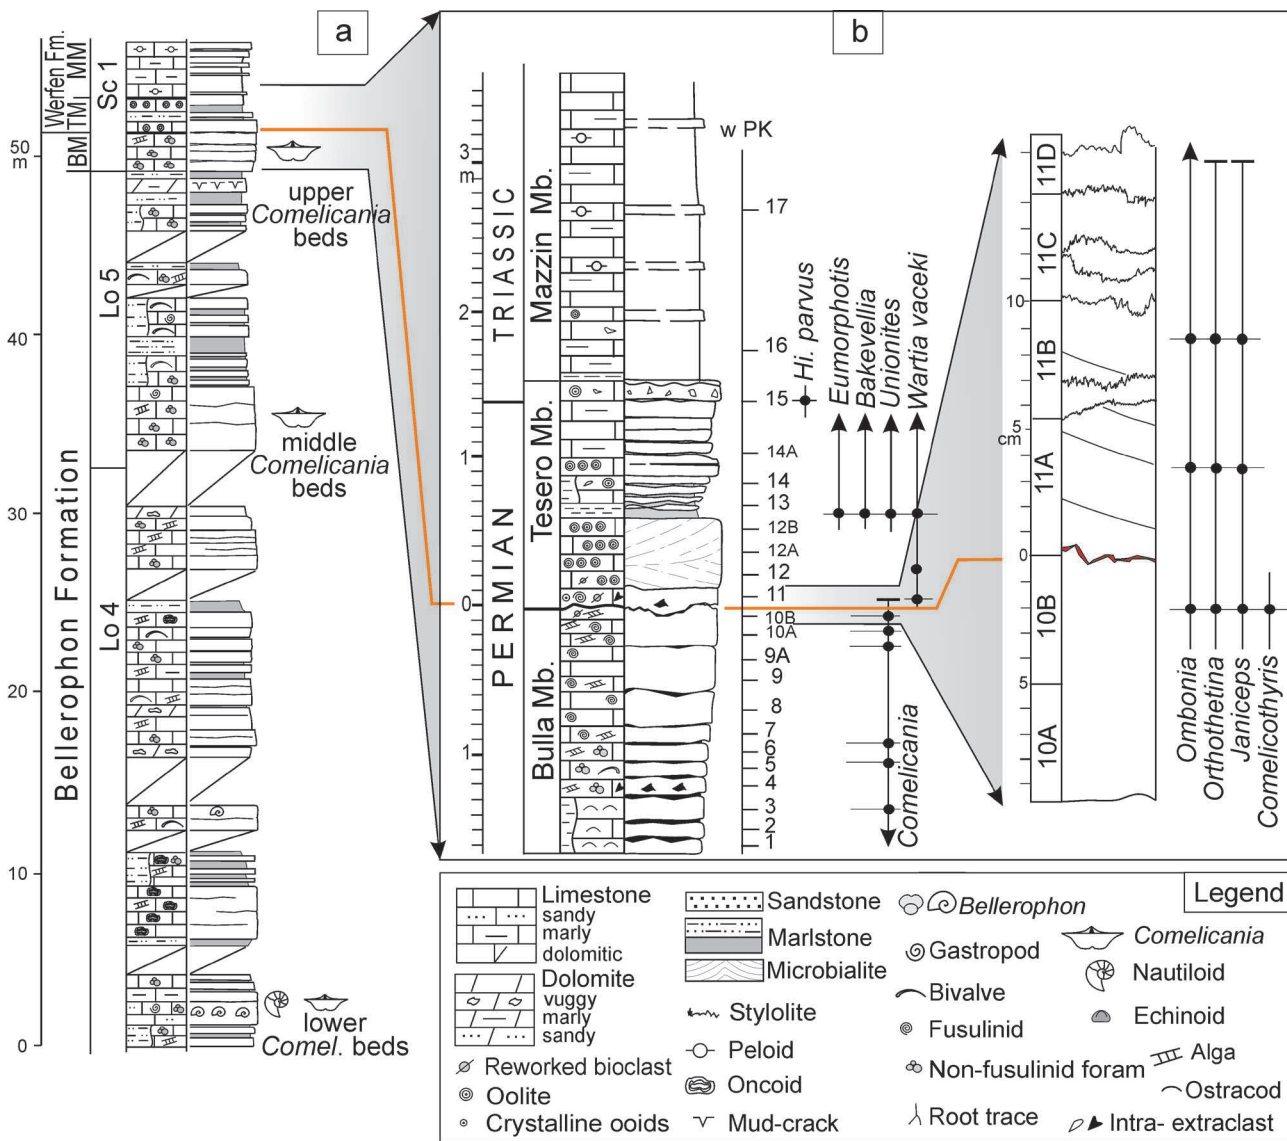 a
b
Werfen Fm.
MM
TM
BM
Sc 1
Lo 5
Lo 4
Bellerophon Formation
50
m
40
30
20
10
0
upper
Comelicania
beds
middle
Comelicania
beds
lower
Comel. beds
TRIASSIC
PERMIAN
Mazzin Mb.
Tesero Mb.
Bulla Mb.
3
m
2
1
0
1
w PK
17
16
15
14A
14
13
12B
12A
12
11
10B
10A
9A
9
8
7
6
5
4
3
2
1
Hi. parvus
Eumorphotis
Bakevellia
Unionites
Wartia vaceki
Comelicania
11D
11C
11B
11A
10B
10A
10
5
cm
0
5
Ombonia
Orthothetina
Janiceps
Comelicothyris
Legend
Limestone
sandy
marly
dolomitic
Dolomite
vuggy
marly
sandy
Reworked bioclast
Oolite
Crystalline ooids
Sandstone
Marlstone
Microbialite
Stylolite
Peloid
Oncoid
Mud-crack
Bellerophon
Gastropod
Bivalve
Fusulinid
Non-fusulinid foram
Root trace
Comelicania
Nautiloid
Echinoid
Alga
Ostracod
Intra- extraclast